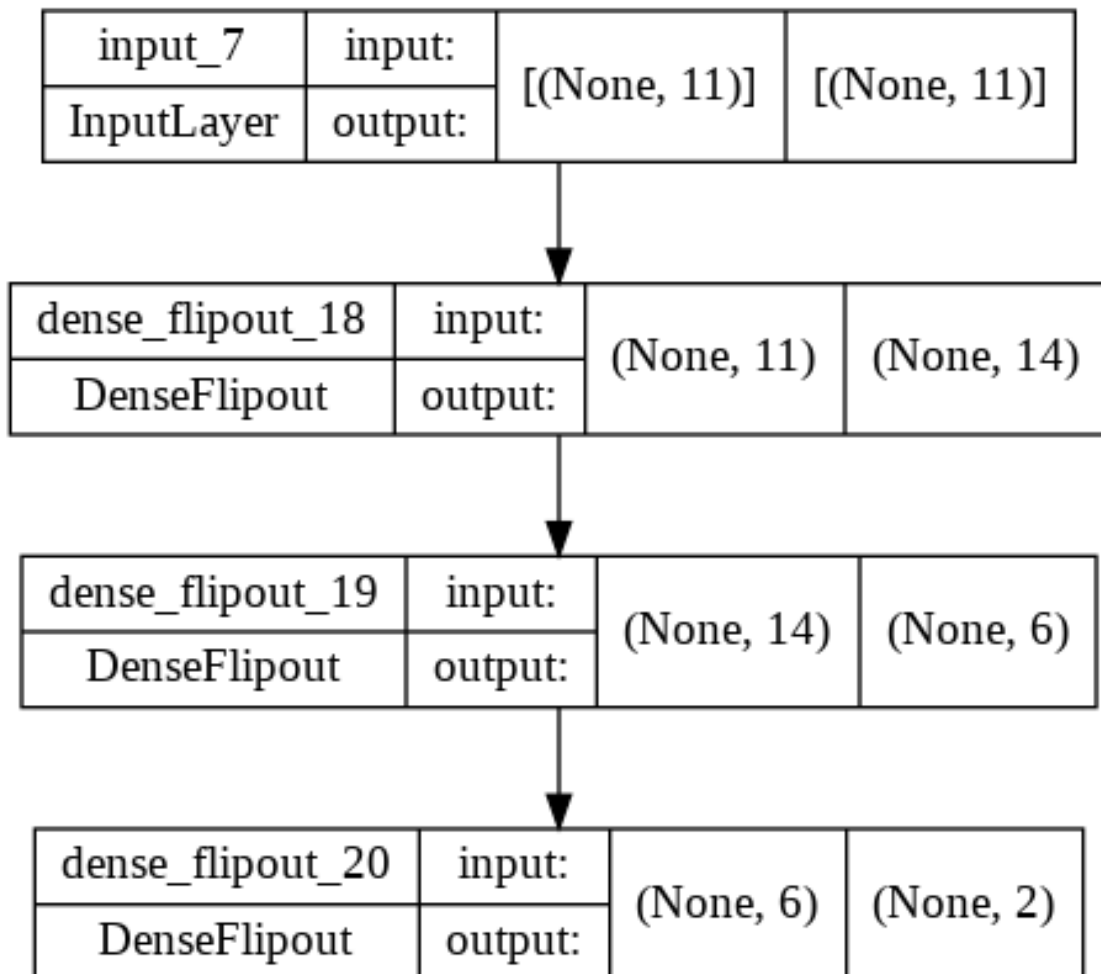 input_7 input: [(None, 11)] [(None, 11)]
InputLayer output:
dense_flipout_18 input: (None, 11) (None, 14)
DenseFlipout output:
dense_flipout_19 input: (None, 14) (None, 6)
DenseFlipout output:
dense_flipout_20 input: (None, 6) (None, 2)
DenseFlipout output: